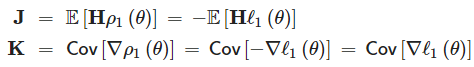 J = 𝔼 [Hρ₁ (θ)] = −𝔼 [Hℓ₁ (θ)]
K = Cov [∇ρ₁ (θ)] = Cov [−∇ℓ₁ (θ)] = Cov [∇ℓ₁ (θ)]